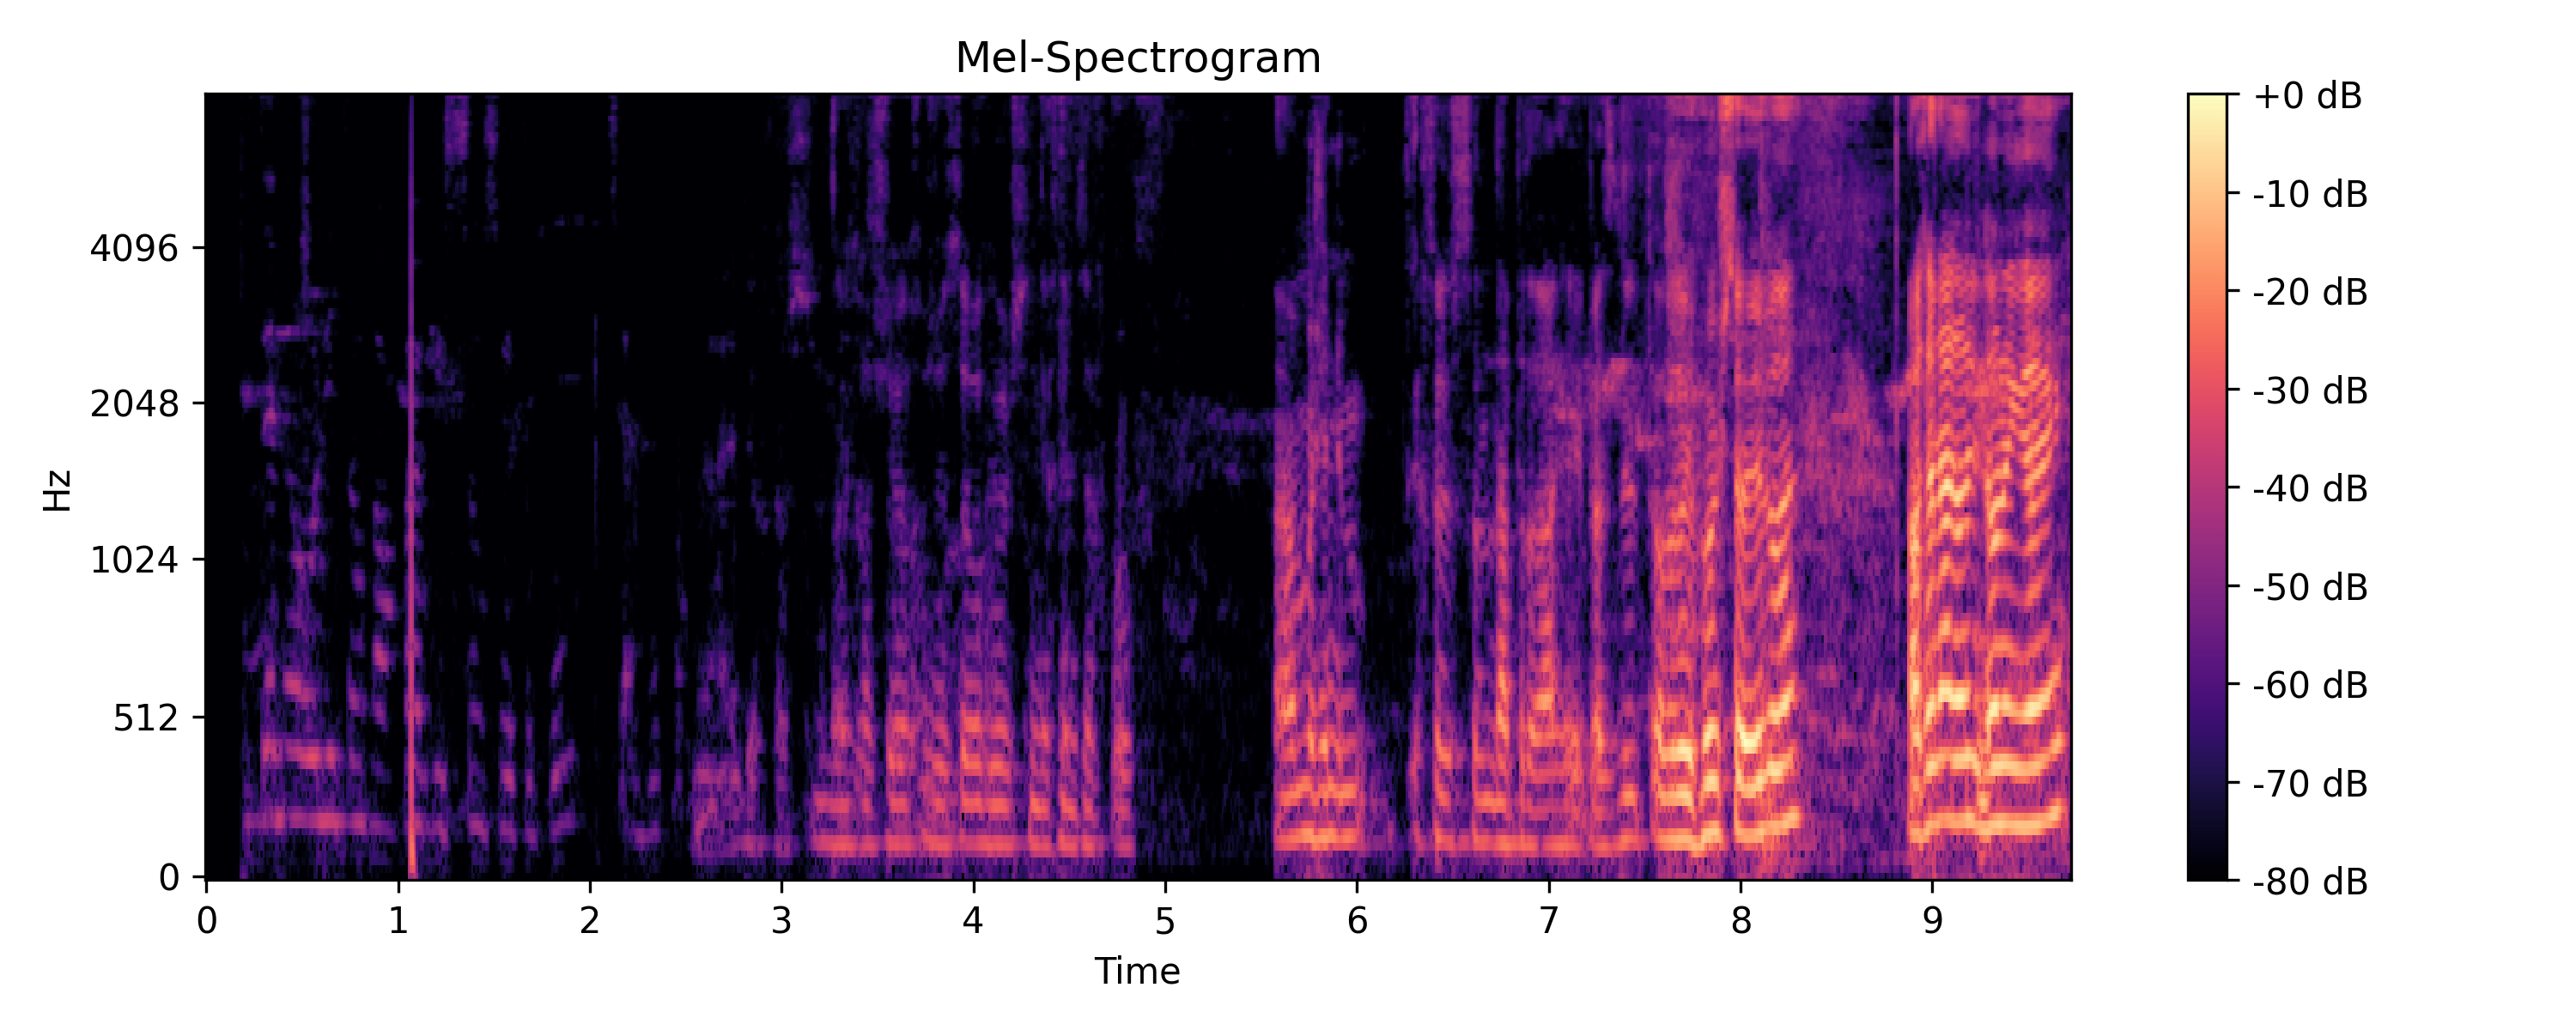 Mel-Spectrogram
+0 dB
4096
-10 dB
-20 dB
2048
-30 dB
Hz
-40 dB
1024
-50 dB
512
-60 dB
-70 dB
0
-80 dB
0 1 2 3 4 5 6 7 8 9
Time